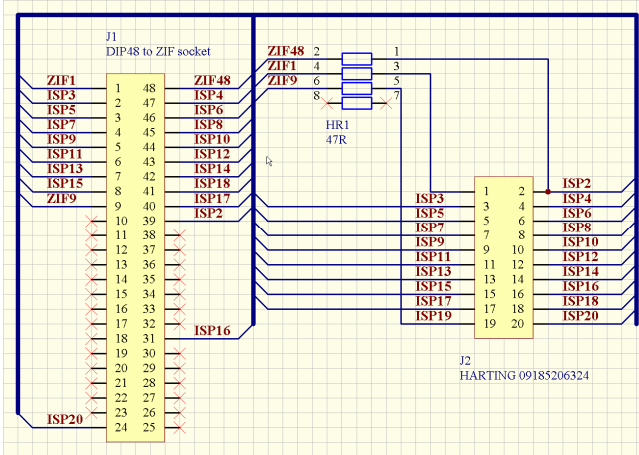 J1
DIP48 to ZIF socket
ZIF1 1 48 ZIF48
ISP3 2 47 ISP4
ISP5 3 46 ISP6
ISP7 4 45 ISP8
ISP9 5 44 ISP10
ISP11 6 43 ISP12
ISP13 7 42 ISP14
ISP15 8 41 ISP18
ZIF9 9 40 ISP17
10 39 ISP2
11 38
12 37
13 36
14 35
15 34
16 33
17 32
18 31 ISP16
19 30
20 29
21 28
22 27
23 26
ISP20 24 25
ZIF48 2 1
ZIF1 4 3
ZIF9 6 5
8 7
HR1
47R
1 2 ISP2
ISP3 3 4 ISP4
ISP5 5 6 ISP6
ISP7 7 8 ISP8
ISP9 9 10 ISP10
ISP11 11 12 ISP12
ISP13 13 14 ISP14
ISP15 15 16 ISP16
ISP17 17 18 ISP18
ISP19 19 20 ISP20
J2
HARTING 09185206324